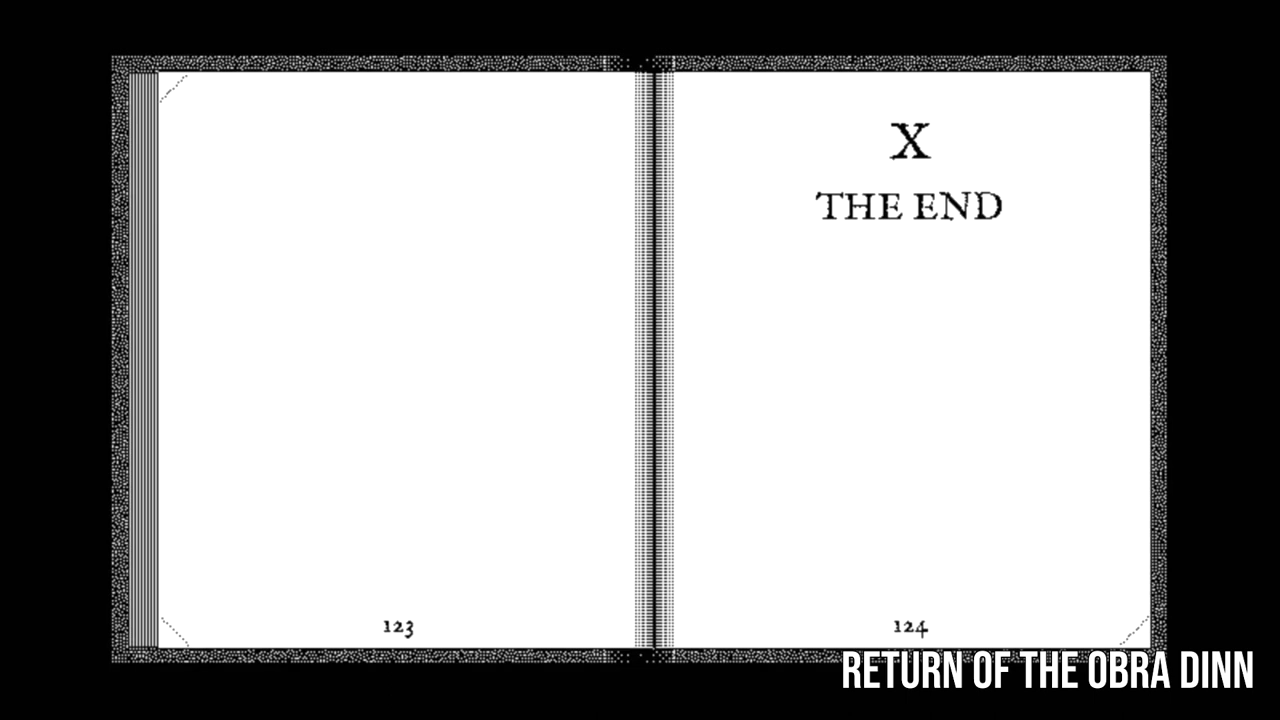 X
THE END
123
124
RETURN OF THE OBRA DINN